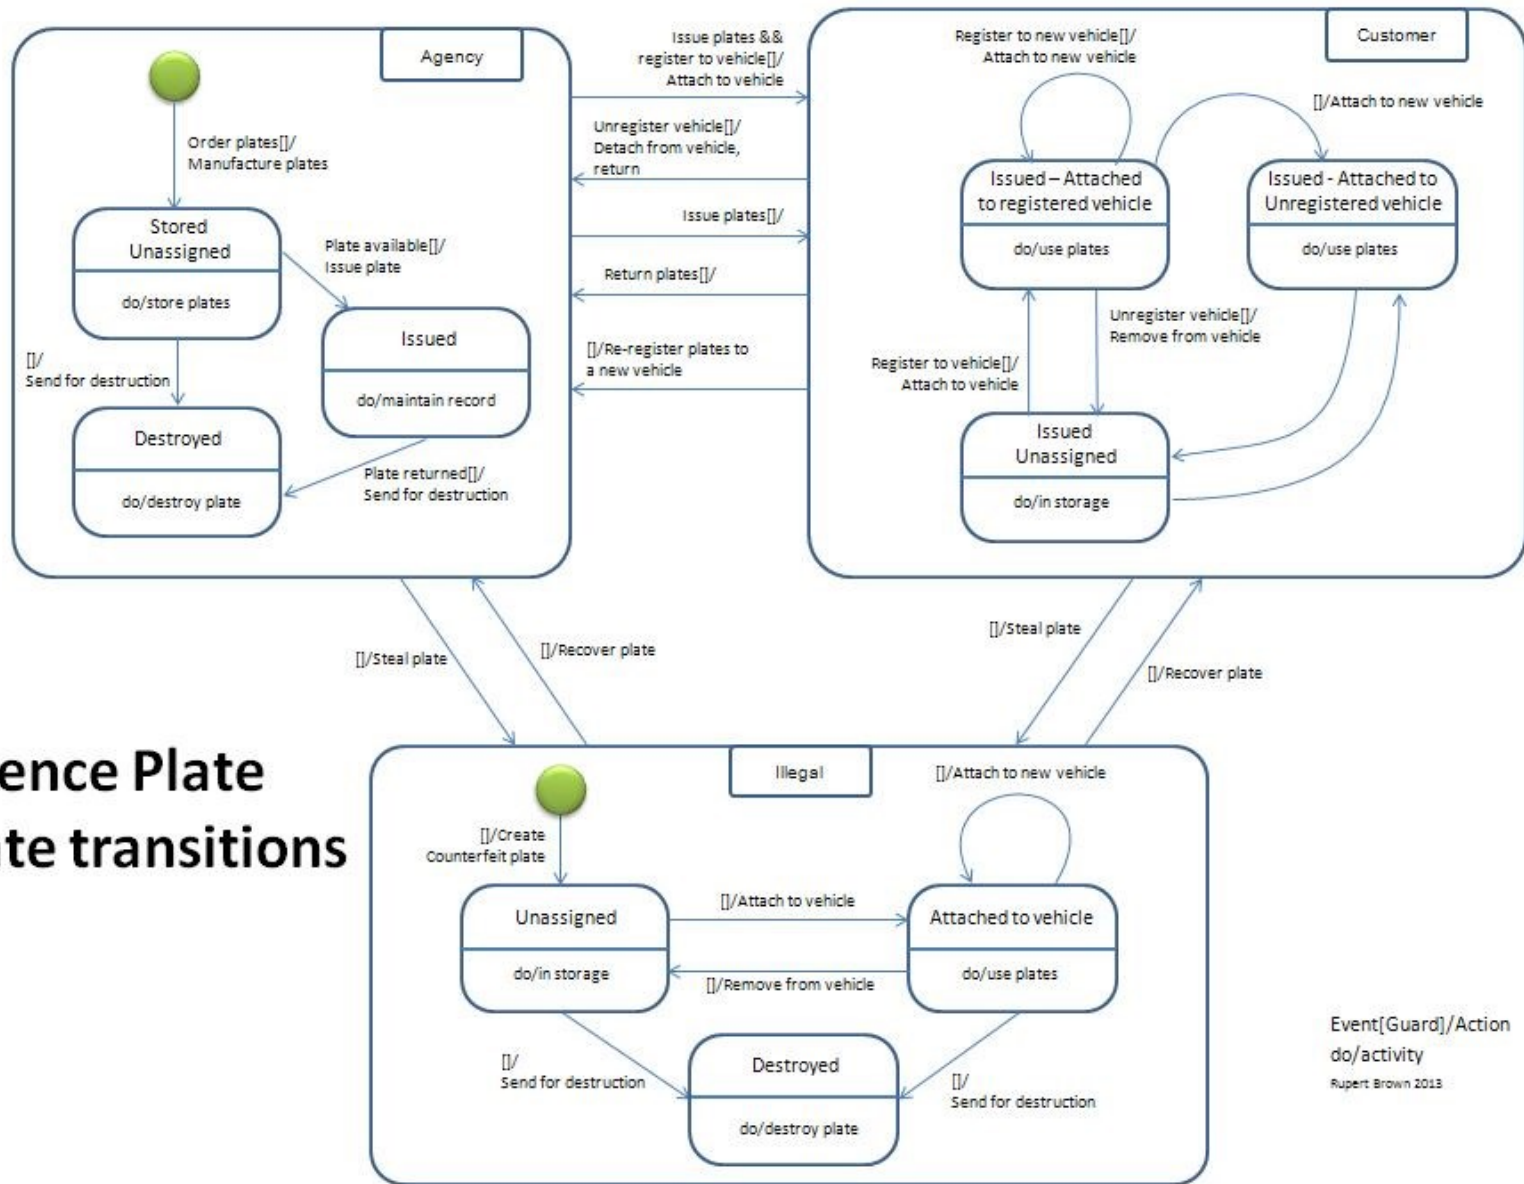 Agency
Order plates[]/
Manufacture plates
Stored
Unassigned
do/store plates
Plate available[]/
Issue plate
Issued
do/maintain record
[]/
Send for destruction
Destroyed
do/destroy plate
Plate returned[]/
Send for destruction
Issue plates &&
register to vehicle[]/
Attach to vehicle
Unregister vehicle[]/
Detach from vehicle,
return
Issue plates[]/
Return plates[]/
[]/Re-register plates to
a new vehicle
Customer
Register to new vehicle[]/
Attach to new vehicle
[]/Attach to new vehicle
Issued – Attached
to registered vehicle
do/use plates
Issued - Attached to
Unregistered vehicle
do/use plates
Unregister vehicle[]/
Remove from vehicle
Register to vehicle[]/
Attach to vehicle
Issued
Unassigned
do/in storage
[]/Steal plate
[]/Recover plate
[]/Steal plate
[]/Recover plate
ence Plate
te transitions
Illegal
[]/Create
Counterfeit plate
[]/Attach to new vehicle
Unassigned
do/in storage
[]/Attach to vehicle
[]/Remove from vehicle
Attached to vehicle
do/use plates
[]/
Send for destruction
Destroyed
do/destroy plate
[]/
Send for destruction
Event[Guard]/Action
do/activity
Rupert Brown 2013